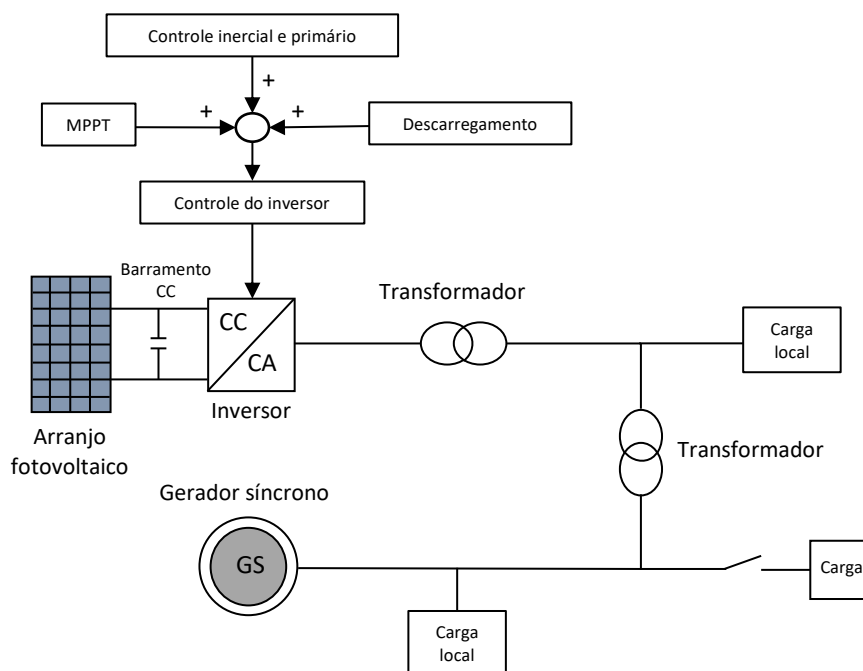 Controle inercial e primário
+
+
+
MPPT
Descarregamento
Controle do inversor
Barramento
CC
Transformador
CC
CA
Carga
local
Inversor
Arranjo
fotovoltaico
Transformador
Gerador síncrono
GS
Carga
Carga
local